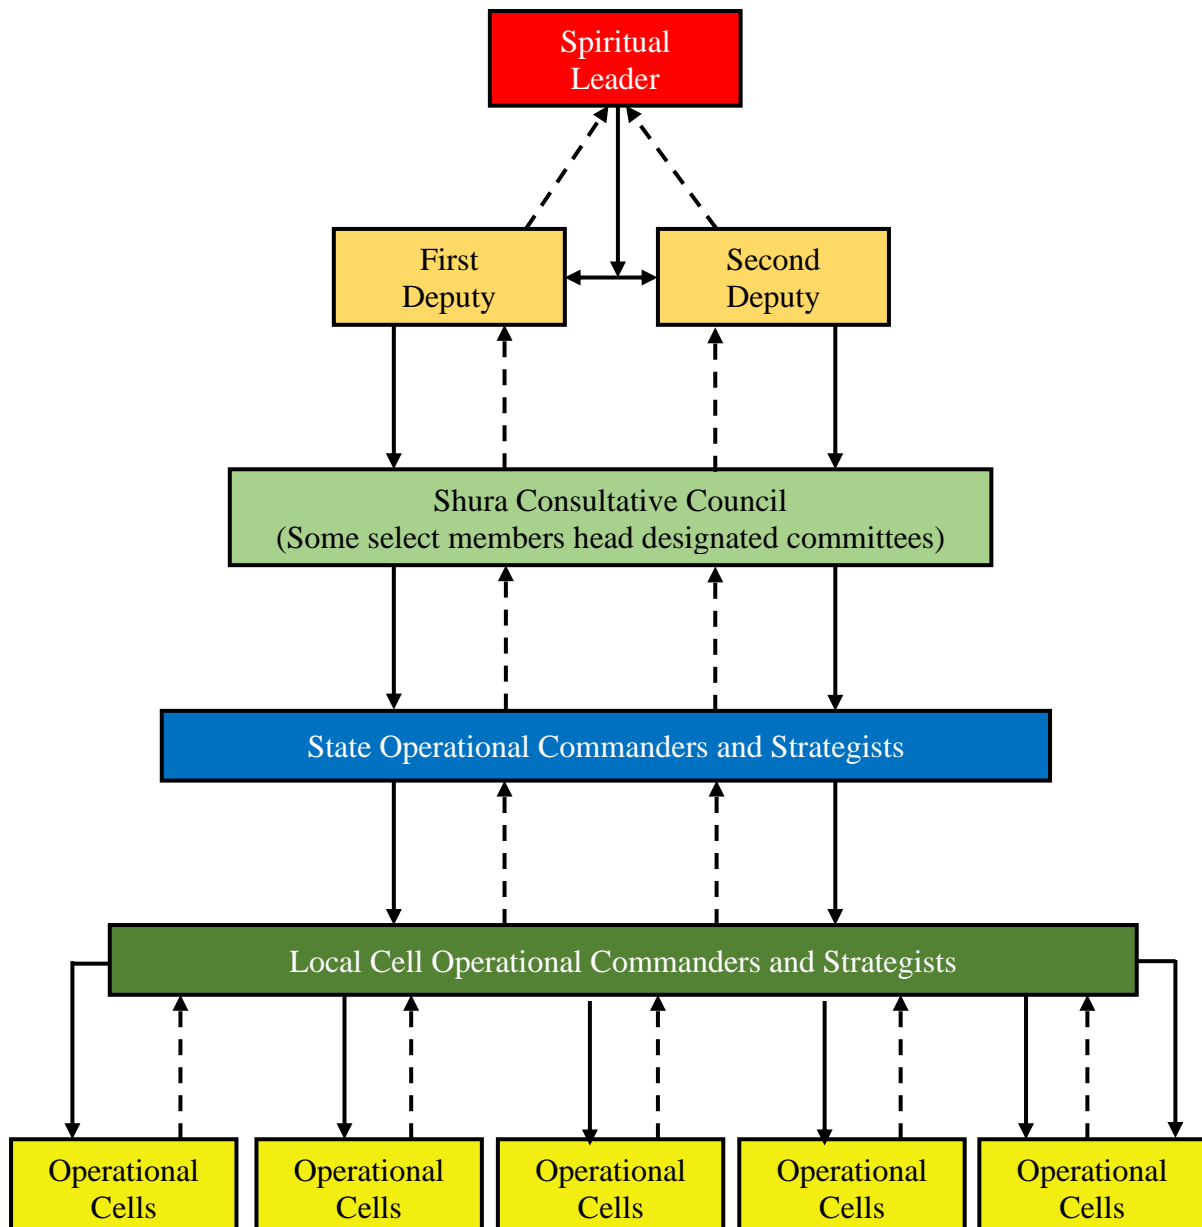 Spiritual
Leader
First
Deputy
Second
Deputy
Shura Consultative Council
(Some select members head designated committees)
State Operational Commanders and Strategists
Local Cell Operational Commanders and Strategists
Operational
Cells
Operational
Cells
Operational
Cells
Operational
Cells
Operational
Cells